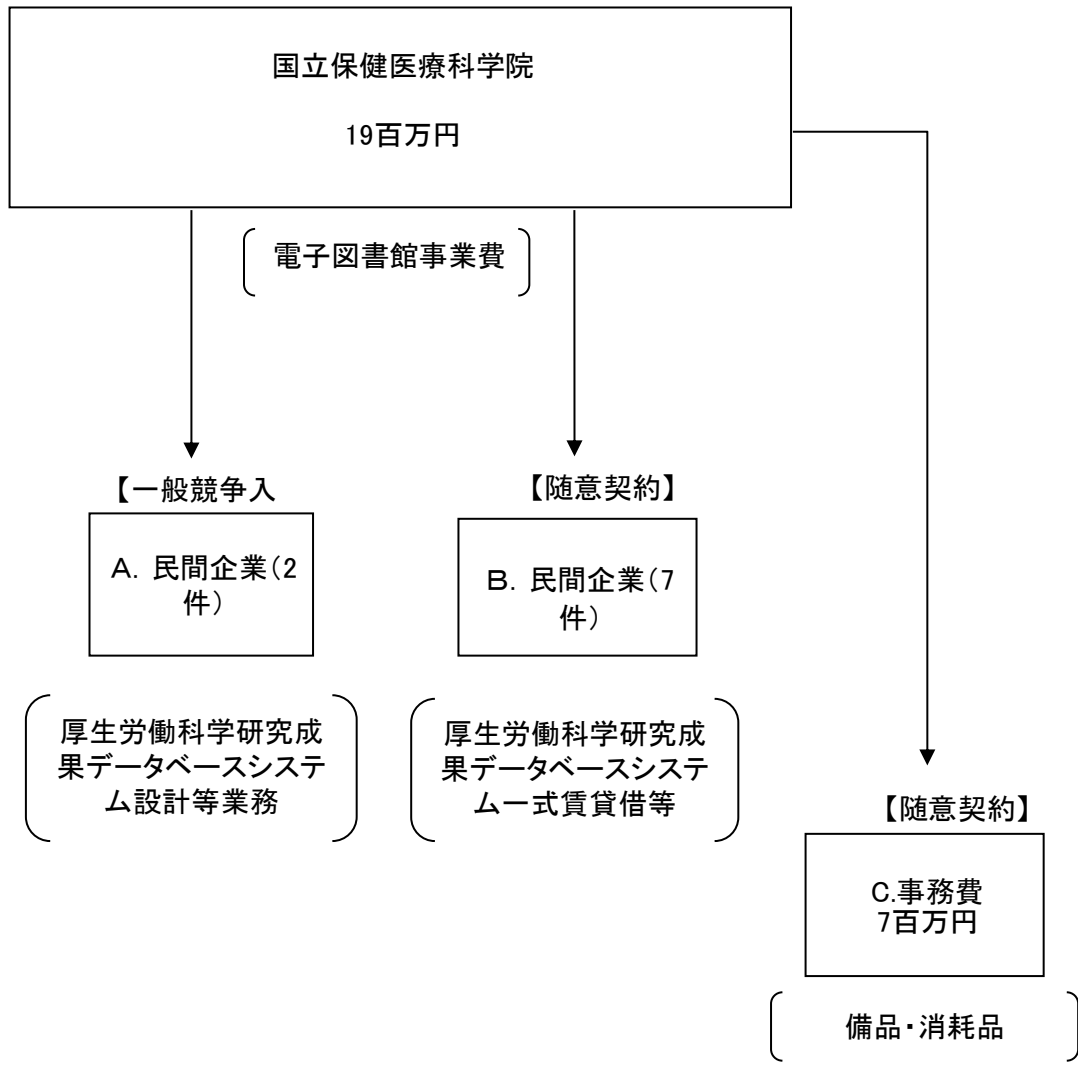 国立保健医療科学院
19百万円
電子図書館事業費
【一般競争入
【随意契約】
A. 民間企業(2
件)
B. 民間企業(7
件)
厚生労働科学研究成
果データベースシステ
ム設計等業務
厚生労働科学研究成
果データベースシステ
ム一式賃貸借等
【随意契約】
C.事務費
7百万円
備品・消耗品